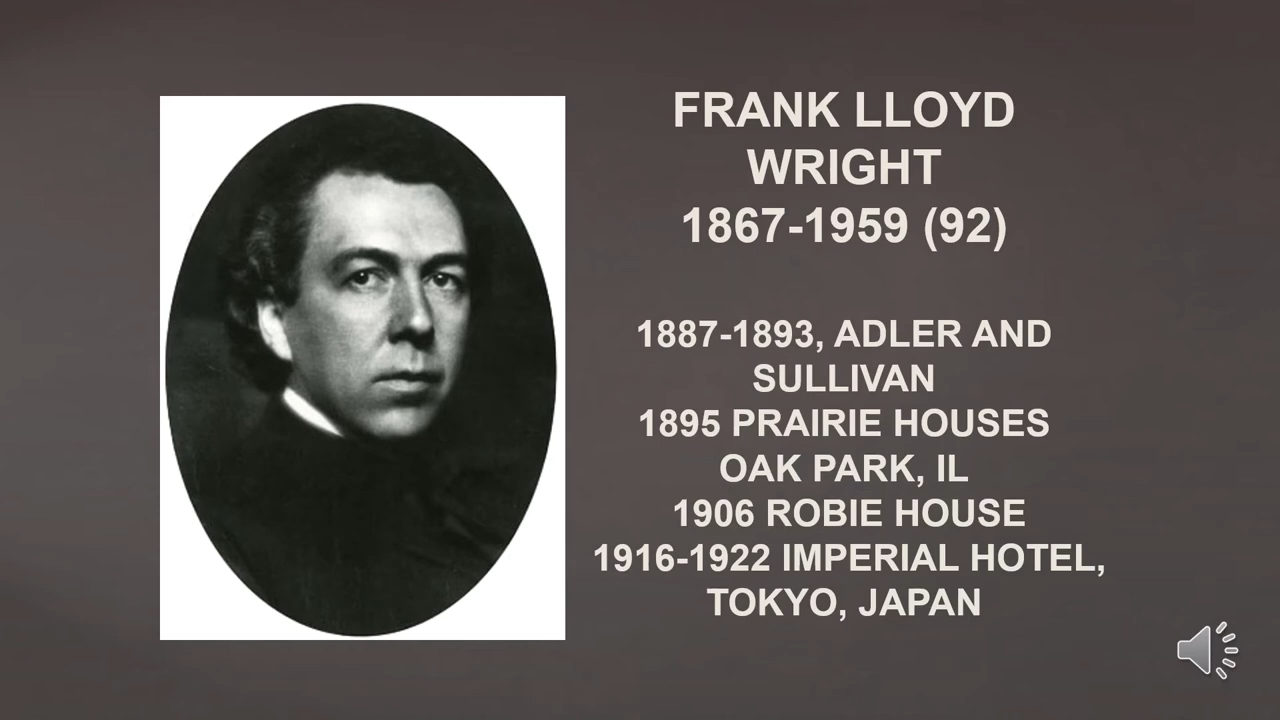 FRANK LLOYD
WRIGHT
1867-1959 (92)
1887-1893, ADLER AND
SULLIVAN
1895 PRAIRIE HOUSES
OAK PARK, IL
1906 ROBIE HOUSE
1916-1922 IMPERIAL HOTEL,
TOKYO, JAPAN